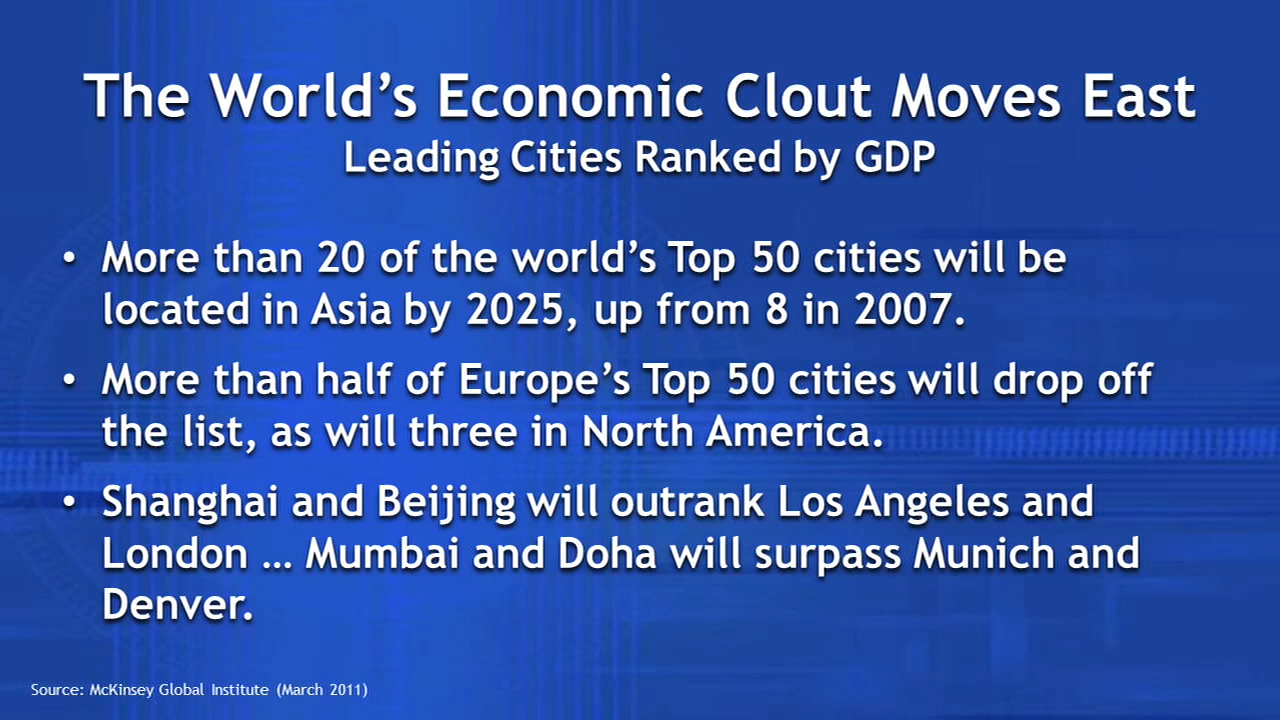 The World’s Economic Clout Moves East
Leading Cities Ranked by GDP
• More than 20 of the world’s Top 50 cities will be
located in Asia by 2025, up from 8 in 2007.
• More than half of Europe’s Top 50 cities will drop off
the list, as will three in North America.
• Shanghai and Beijing will outrank Los Angeles and
London … Mumbai and Doha will surpass Munich and
Denver.
Source: McKinsey Global Institute (March 2011)